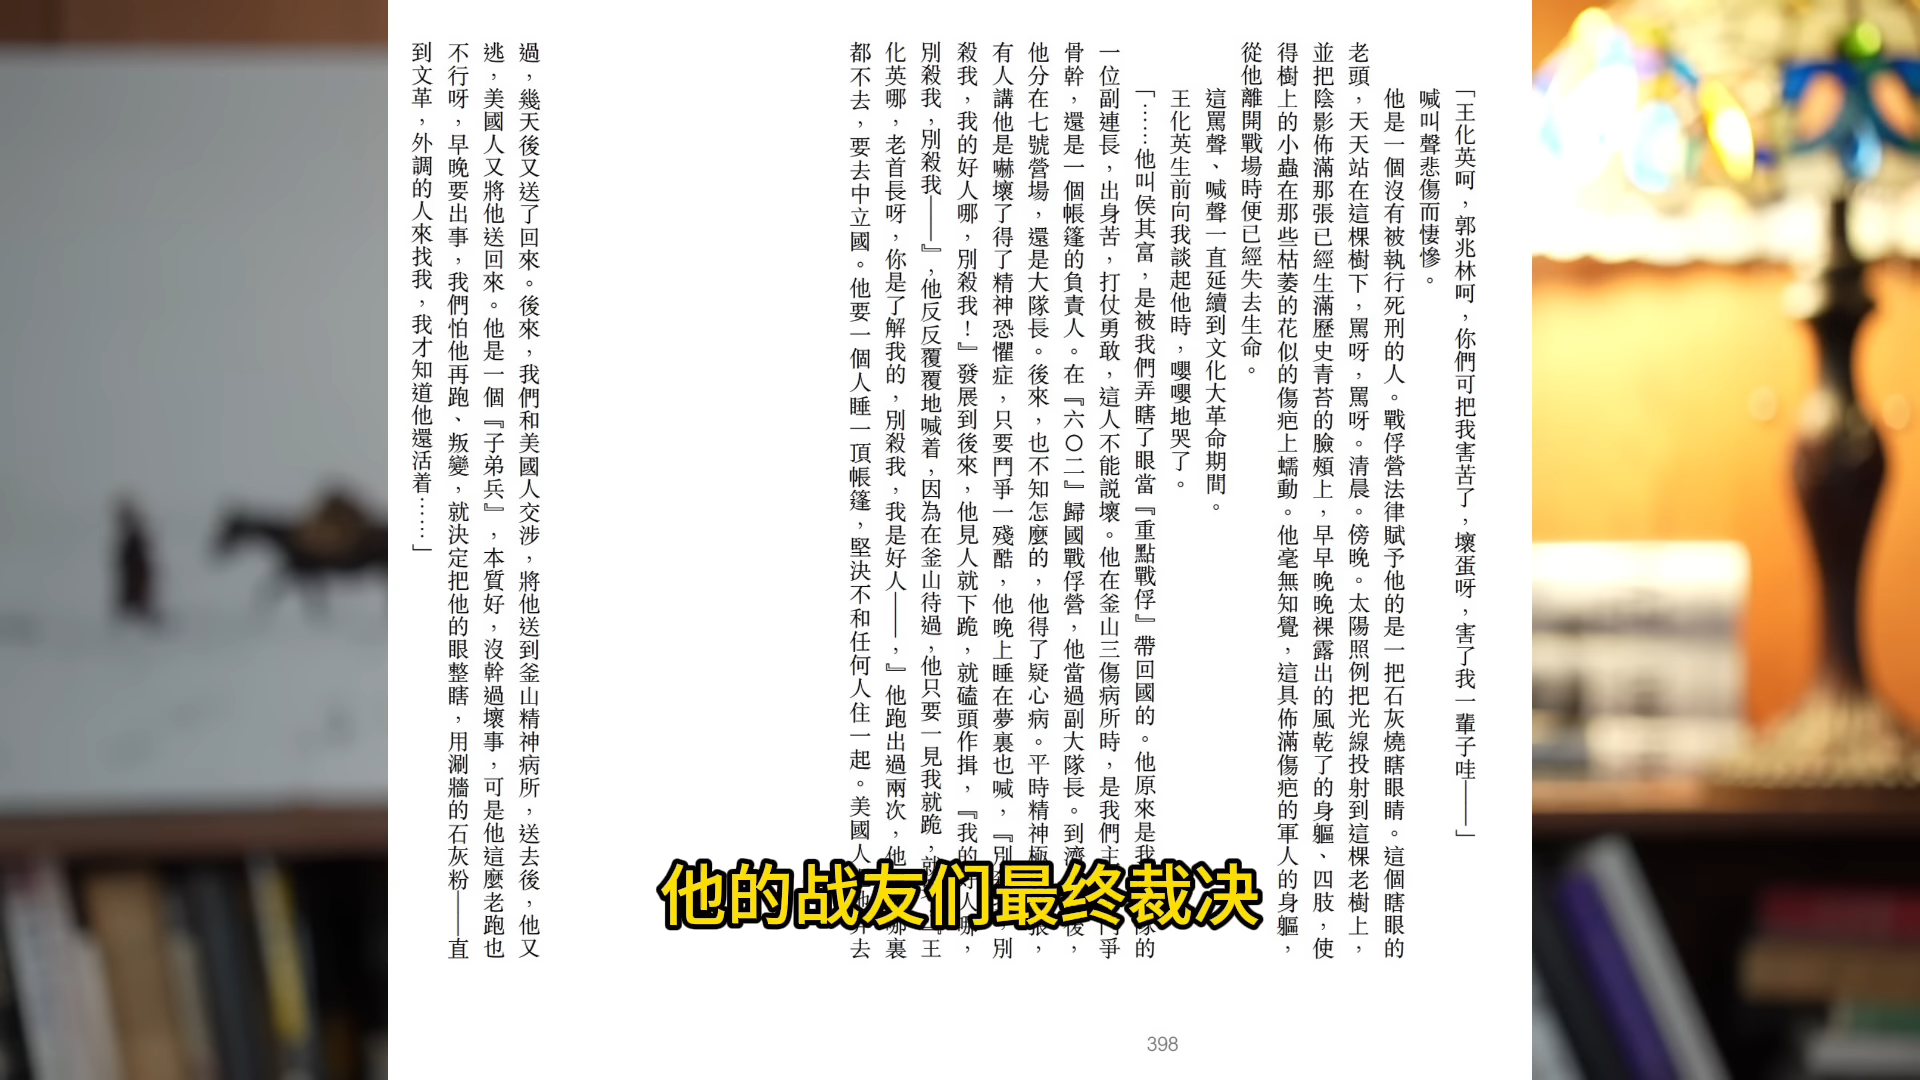 「王化英呵，郭兆林呵，你們可把我害苦了，壞蛋呀，害了我一輩子哇——」
喊叫聲悲傷而悽慘。
他是一個沒有被執行死刑的人。戰俘營法律賦予他的是一把石灰燒瞎眼睛。這個瞎眼的
老頭，天天站在這棵樹下，罵呀，罵呀。清晨。傍晚。太陽照例把光線投射到這棵老樹上，
並把陰影佈滿那張已經生滿歷史青苔的臉頰上，早早晚晚裸露出的風乾了的身軀、四肢，使
得樹上的小蟲在那些枯萎的花似的傷疤上蠕動。他毫無知覺，這具佈滿傷疤的軍人的身軀，
從他離開戰場時便已經失去生命。
這罵聲、喊聲一直延續到文化大革命期間。
王化英生前向我談起他時，嚶嚶地哭了。
「……他叫侯其富，是被我們弄瞎了眼當『重點戰俘』帶回國的。他原來是我
隊的
一位副連長，出身苦，打仗勇敢，這人不能説壞。他在釜山三傷病所時，是我們主
鬥爭
骨幹，還是一個帳篷的負責人。在『六〇二』歸國戰俘營，他當過副大隊長。到濟
後，
他分在七號營場，還是大隊長。後來，也不知怎麼的，他得了疑心病。平時精神極
張，
有人講他是嚇壞了得了精神恐懼症，只要鬥爭一殘酷，他晚上睡在夢裏也喊，『別
，別
殺我，我的好人哪，別殺我！』發展到後來，他見人就下跪，就磕頭作揖，『我的
人哪，
別殺我，別殺我——』，他反反覆覆地喊着，因為在釜山待過，他只要一見我就跪，就
『王
化英哪，老首長呀，你是了解我的，別殺我，我是好人——，』他跑出過兩次，他
哪裏
都不去，要去中立國。他要一個人睡一頂帳篷，堅決不和任何人住一起。美國人
弄去
過，幾天後又送了回來。後來，我們和美國人交涉，將他送到釜山精神病所，送去後，他又
逃，美國人又將他送回來。他是一個『子弟兵』，本質好，沒幹過壞事，可是他這麼老跑也
不行呀，早晚要出事，我們怕他再跑、叛變，就決定把他的眼整瞎，用涮牆的石灰粉——直
到文革，外調的人來找我，我才知道他還活着……」
他的战友们最终裁决
398